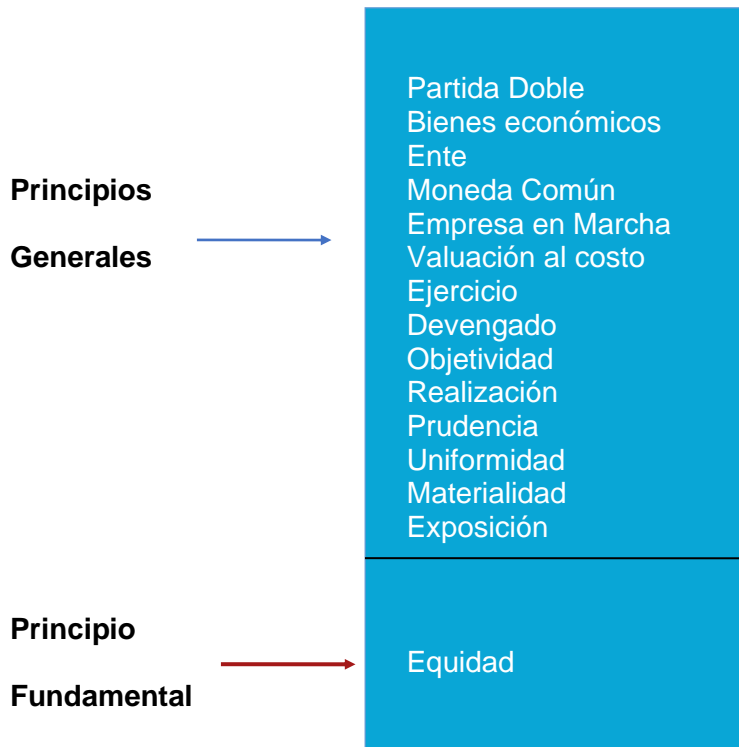 Principios
Generales
Partida Doble
Bienes económicos
Ente
Moneda Común
Empresa en Marcha
Valuación al costo
Ejercicio
Devengado
Objetividad
Realización
Prudencia
Uniformidad
Materialidad
Exposición
Principio
Fundamental
Equidad